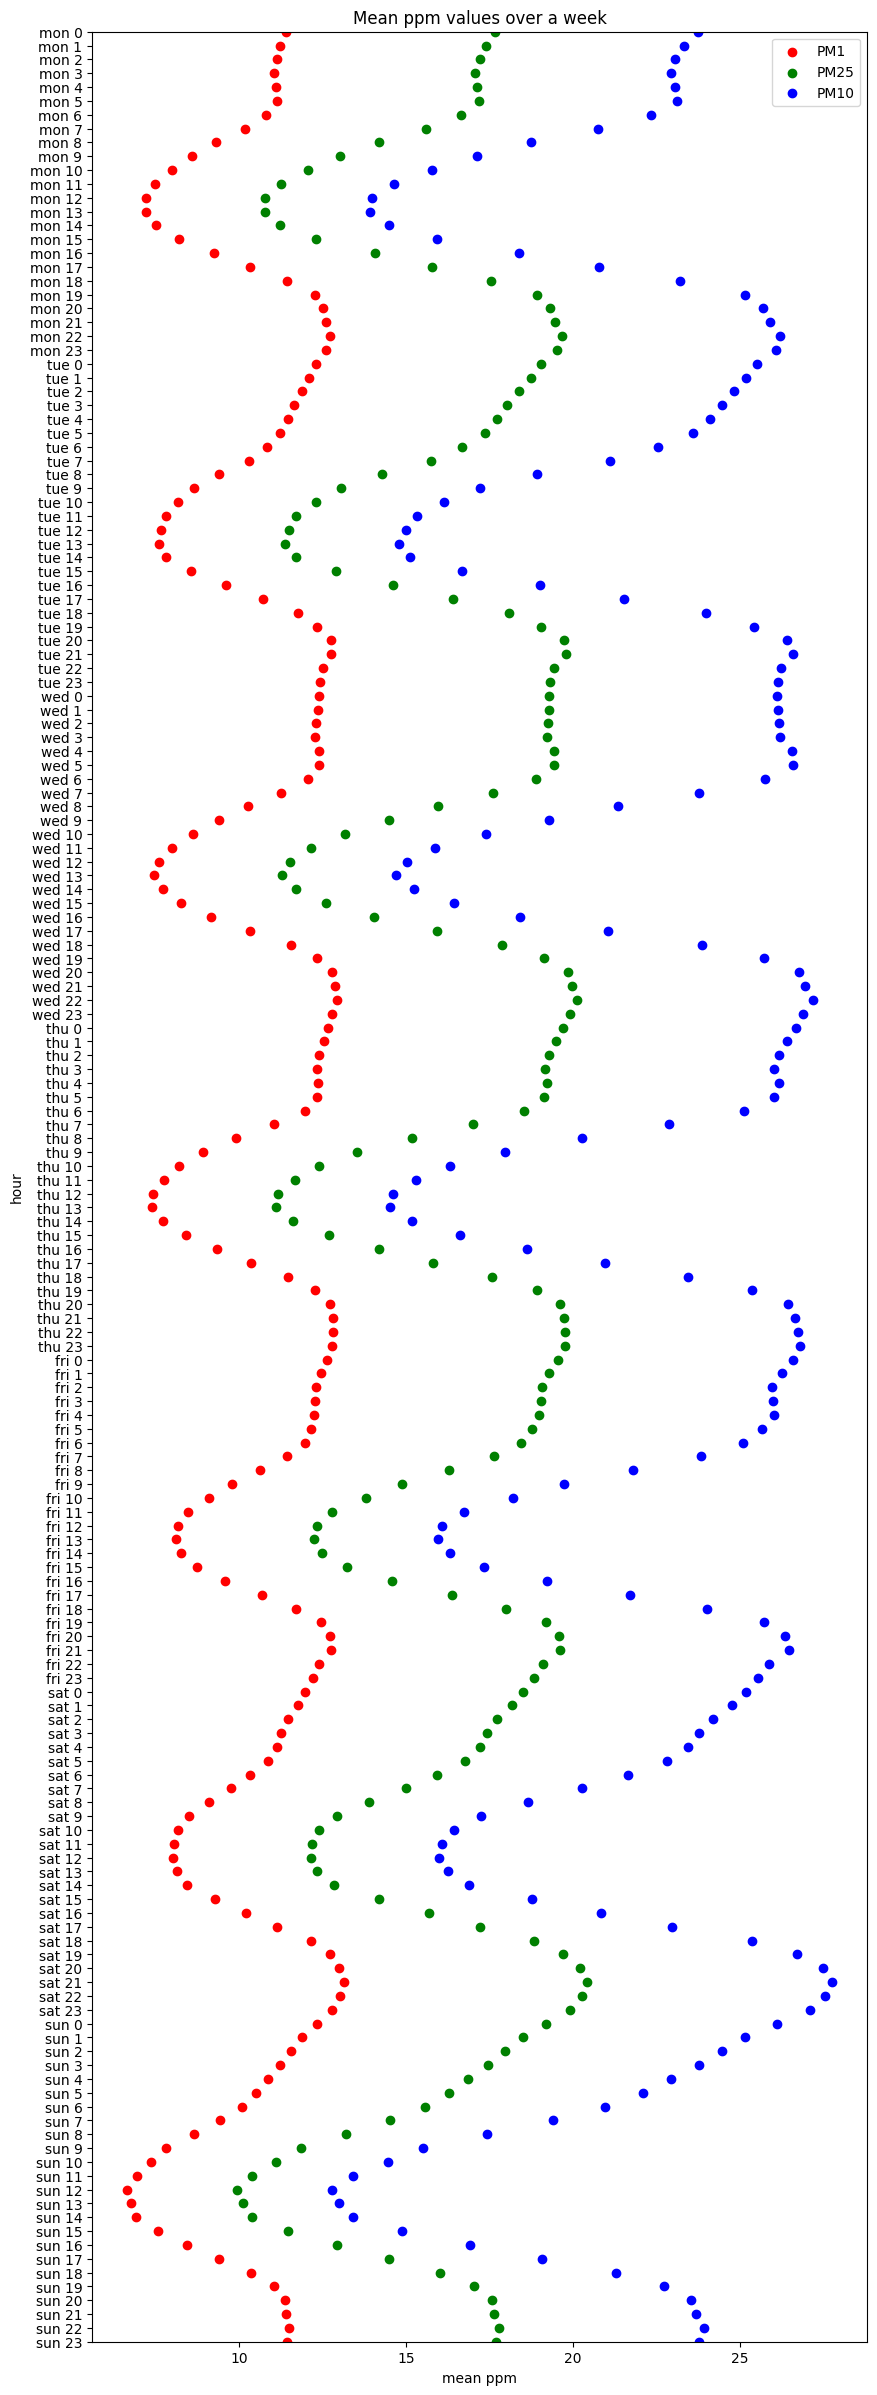 Mean ppm values over a week
PM1
PM25
PM10
mon 0
mon 1
mon 2
mon 3
mon 4
mon 5
mon 6
mon 7
mon 8
mon 9
mon 10
mon 11
mon 12
mon 13
mon 14
mon 15
mon 16
mon 17
mon 18
mon 19
mon 20
mon 21
mon 22
mon 23
tue 0
tue 1
tue 2
tue 3
tue 4
tue 5
tue 6
tue 7
tue 8
tue 9
tue 10
tue 11
tue 12
tue 13
tue 14
tue 15
tue 16
tue 17
tue 18
tue 19
tue 20
tue 21
tue 22
tue 23
wed 0
wed 1
wed 2
wed 3
wed 4
wed 5
wed 6
wed 7
wed 8
wed 9
wed 10
wed 11
wed 12
wed 13
wed 14
wed 15
wed 16
wed 17
wed 18
wed 19
wed 20
wed 21
wed 22
wed 23
thu 0
thu 1
thu 2
thu 3
thu 4
thu 5
thu 6
thu 7
thu 8
thu 9
thu 10
thu 11
thu 12
thu 13
thu 14
thu 15
thu 16
thu 17
thu 18
thu 19
thu 20
thu 21
thu 22
thu 23
fri 0
fri 1
fri 2
fri 3
fri 4
fri 5
fri 6
fri 7
fri 8
fri 9
fri 10
fri 11
fri 12
fri 13
fri 14
fri 15
fri 16
fri 17
fri 18
fri 19
fri 20
fri 21
fri 22
fri 23
sat 0
sat 1
sat 2
sat 3
sat 4
sat 5
sat 6
sat 7
sat 8
sat 9
sat 10
sat 11
sat 12
sat 13
sat 14
sat 15
sat 16
sat 17
sat 18
sat 19
sat 20
sat 21
sat 22
sat 23
sun 0
sun 1
sun 2
sun 3
sun 4
sun 5
sun 6
sun 7
sun 8
sun 9
sun 10
sun 11
sun 12
sun 13
sun 14
sun 15
sun 16
sun 17
sun 18
sun 19
sun 20
sun 21
sun 22
sun 23
hour
10 15 20 25
mean ppm